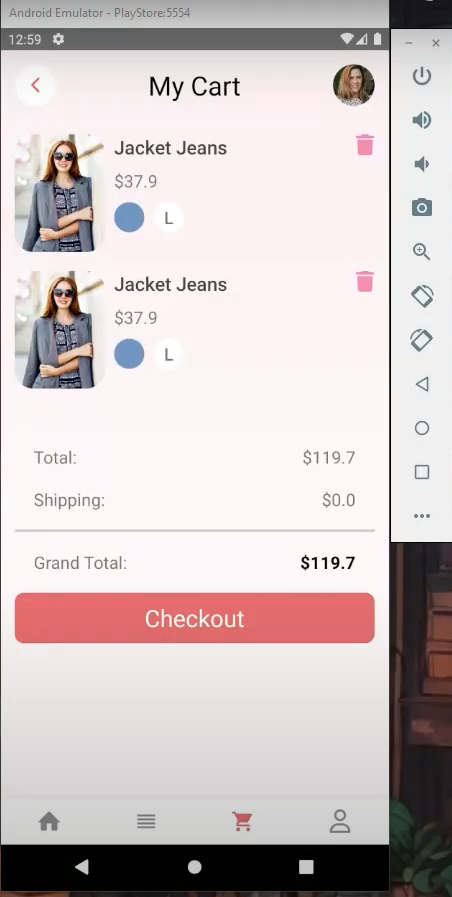 Android Emulator - PlayStore:5554
12:59
My Cart
Jacket Jeans
$37.9
L
Jacket Jeans
$37.9
L
Total: $119.7
Shipping: $0.0
Grand Total: $119.7
Checkout